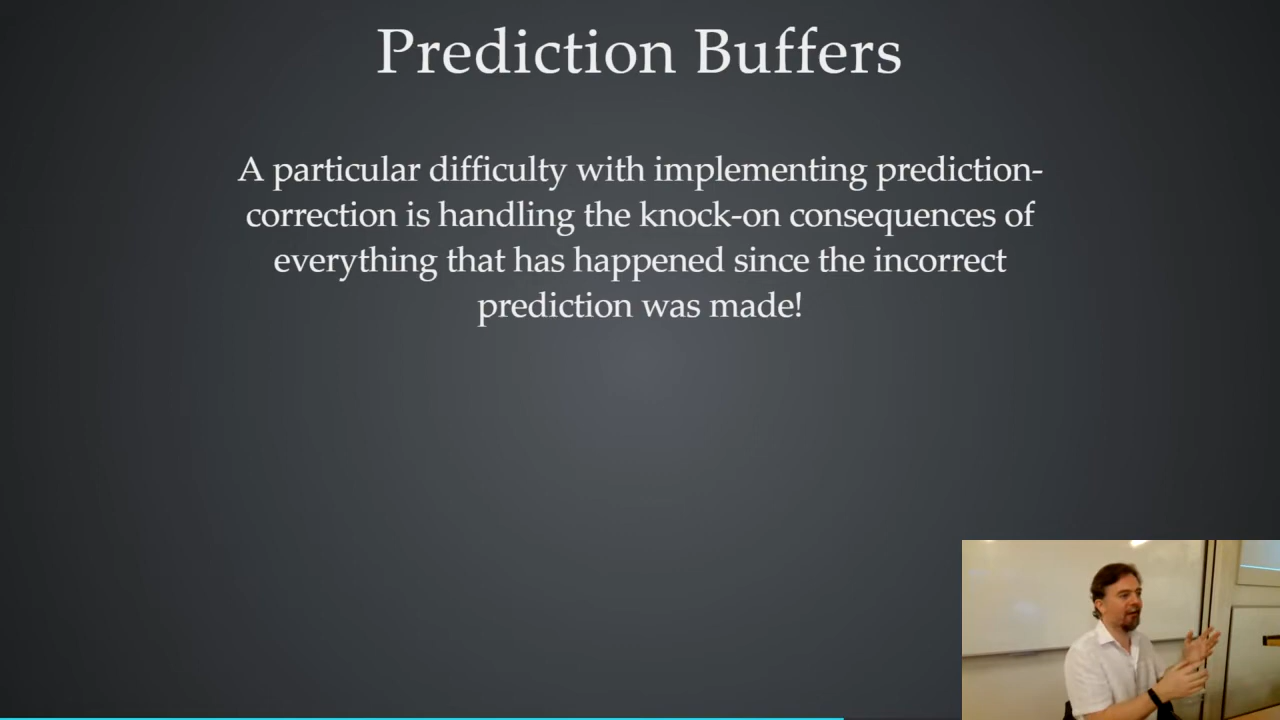 Prediction Buffers
A particular difficulty with implementing prediction-
correction is handling the knock-on consequences of
everything that has happened since the incorrect
prediction was made!